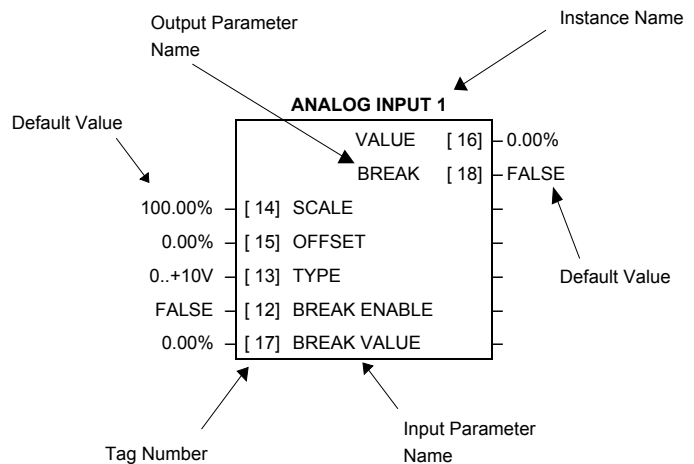 Output Parameter
Name
Instance Name
ANALOG INPUT 1
Default Value
VALUE [ 16] 0.00%
BREAK [ 18] FALSE
100.00% [ 14] SCALE
0.00% [ 15] OFFSET
0..+10V [ 13] TYPE
FALSE [ 12] BREAK ENABLE
0.00% [ 17] BREAK VALUE
Default Value
Tag Number
Input Parameter
Name